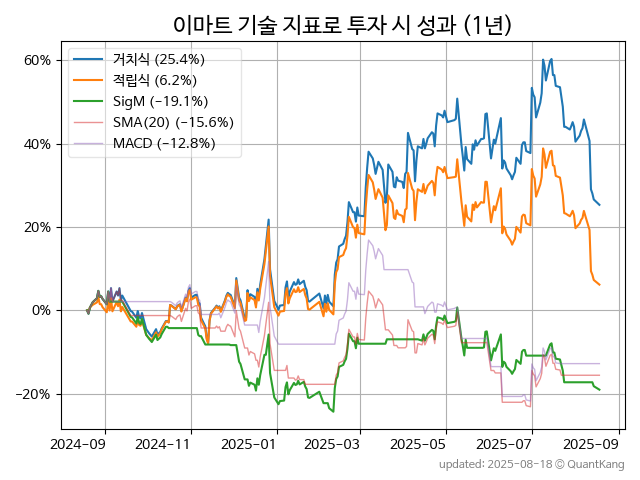 이마트 기술 지표로 투자 시 성과 (1년)
거치식 (25.4%)
적립식 (6.2%)
SigM (−19.1%)
SMA(20) (−15.6%)
MACD (−12.8%)
60%
40%
20%
0%
−20%
2024-09 2024-11 2025-01 2025-03 2025-05 2025-07 2025-09
updated: 2025-08-18 © QuantKang